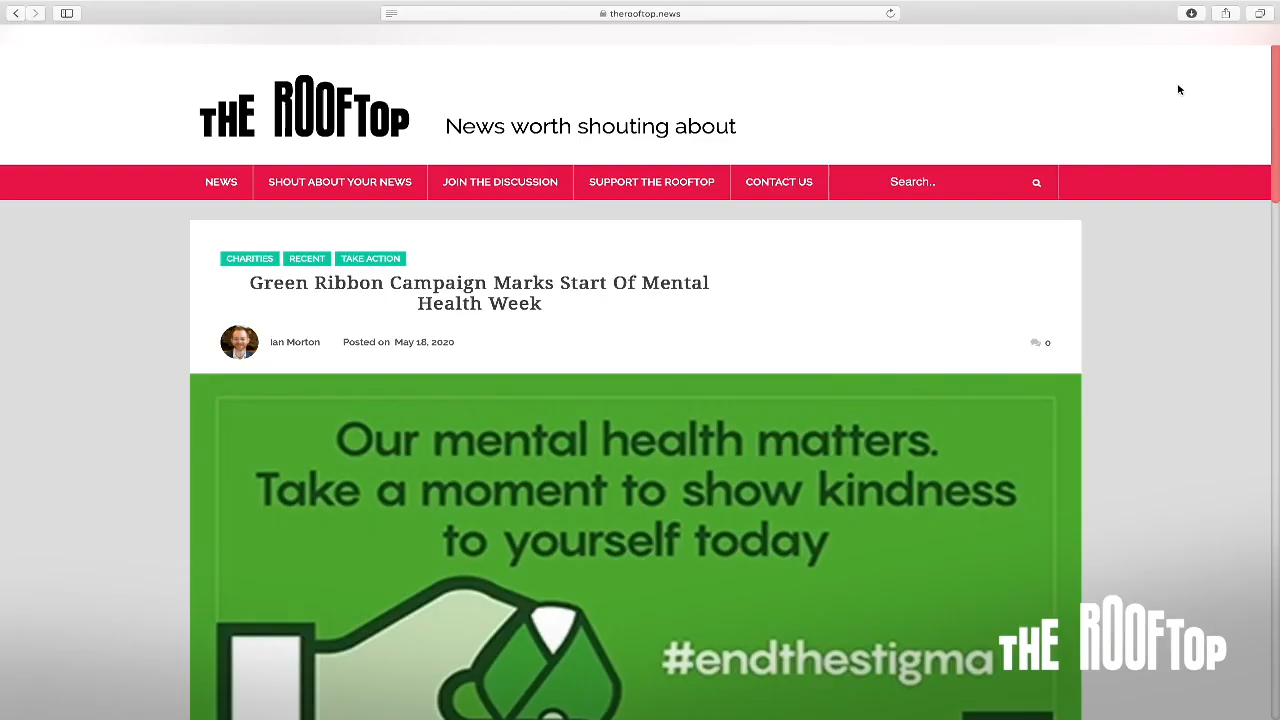 therooftop.news
THE ROOFTOP
News worth shouting about
NEWS
SHOUT ABOUT YOUR NEWS
JOIN THE DISCUSSION
SUPPORT THE ROOFTOP
CONTACT US
Search..
CHARITIES
RECENT
TAKE ACTION
Green Ribbon Campaign Marks Start Of Mental
Health Week
Ian Morton
Posted on May 18, 2020
0
Our mental health matters.
Take a moment to show kindness
to yourself today
#endthestigma
THE ROOFTOP